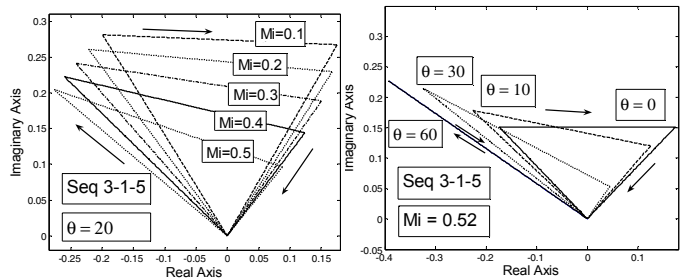 0.3
0.25
0.2
0.15
0.1
0.05
0
Imaginary Axis
Mi=0.1
Mi=0.2
Mi=0.3
Mi=0.4
Mi=0.5
Seq 3-1-5
θ = 20
-0.25 -0.2 -0.15 -0.1 -0.05 0 0.05 0.1 0.15
Real Axis
0.35
0.3
0.25
0.2
0.15
0.1
0.05
0
-0.05
Imaginary Axis
θ = 30
θ = 10
θ = 0
θ = 60
Seq 3-1-5
Mi = 0.52
-0.4 -0.3 -0.2 -0.1 0 0.1
Real Axis